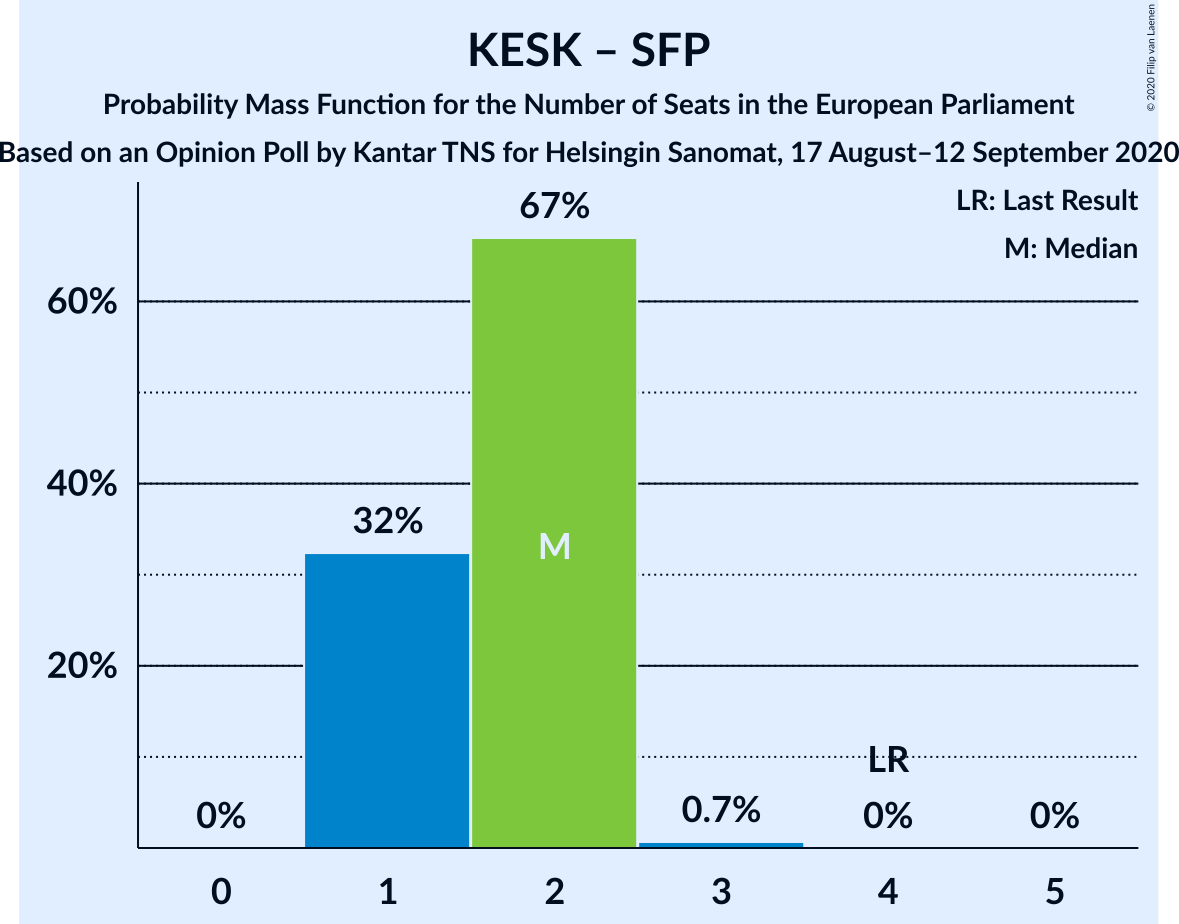 KESK – SFP
Probability Mass Function for the Number of Seats in the European Parliament
Based on an Opinion Poll by Kantar TNS for Helsingin Sanomat, 17 August–12 September 2020
© 2020 Filip van Laenen
LR: Last Result
M: Median
67%
60%
40%
32%
M
20%
LR
0%
0.7%
0%
0%
0 1 2 3 4 5